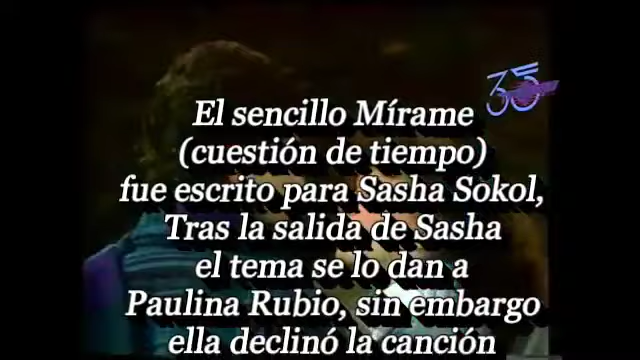 35
El sencillo Mírame
(cuestión de tiempo)
fue escrito para Sasha Sokol,
Tras la salida de Sasha
el tema se lo dan a
Paulina Rubio, sin embargo
ella declinó la canción